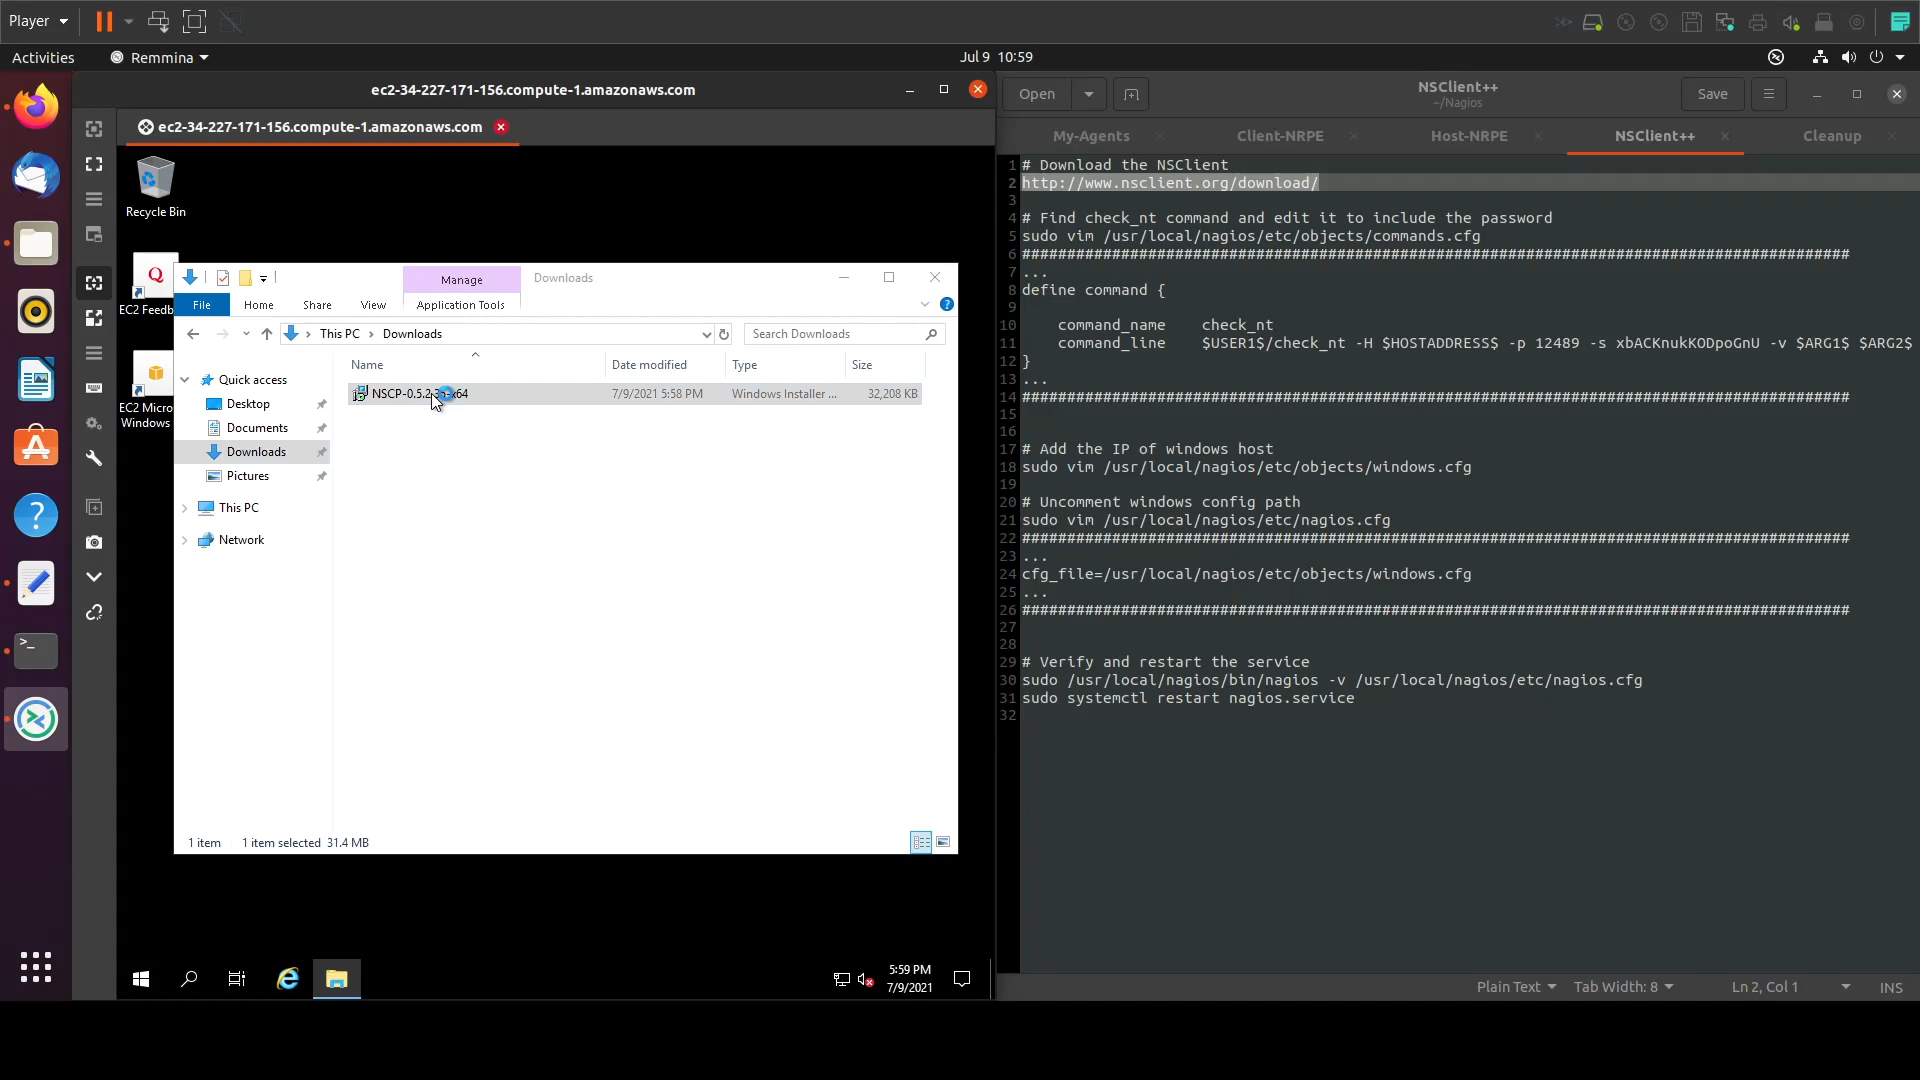 Player
Activities
Remmina
Jul 9 10:59
ec2-34-227-171-156.compute-1.amazonaws.com
ec2-34-227-171-156.compute-1.amazonaws.com
Recycle Bin
EC2 Feedb
EC2 Micro
Windows
Manage
Downloads
File
Home
Share
View
Application Tools
This PC
Downloads
Search Downloads
Name
Date modified
Type
Size
Quick access
Desktop
Documents
Downloads
Pictures
This PC
Network
7/9/2021 5:58 PM
Windows Installer ...
32,208 KB
1 item
1 item selected 31.4 MB
5:59 PM
7/9/2021
Open
NSClient++
~/Nagios
Save
My-Agents
Client-NRPE
Host-NRPE
NSClient++
Cleanup
1 # Download the NSClient
2 http://www.nsclient.org/download/
3
4 # Find check_nt command and edit it to include the password
5 sudo vim /usr/local/nagios/etc/objects/commands.cfg
6 ############################################################################################
7 ...
8 define command {
9
10 command_name check_nt
11 command_line $USER1$/check_nt -H $HOSTADDRESS$ -p 12489 -s xbACKnukKODpoGnU -v $ARG1$ $ARG2$
12 }
13 ...
14 ############################################################################################
15
16
17 # Add the IP of windows host
18 sudo vim /usr/local/nagios/etc/objects/windows.cfg
19
20 # Uncomment windows config path
21 sudo vim /usr/local/nagios/etc/nagios.cfg
22 ############################################################################################
23 ...
24 cfg_file=/usr/local/nagios/etc/objects/windows.cfg
25 ...
26 ############################################################################################
27
28
29 # Verify and restart the service
30 sudo /usr/local/nagios/bin/nagios -v /usr/local/nagios/etc/nagios.cfg
31 sudo systemctl restart nagios.service
32
Plain Text
Tab Width: 8
Ln 2, Col 1
INS